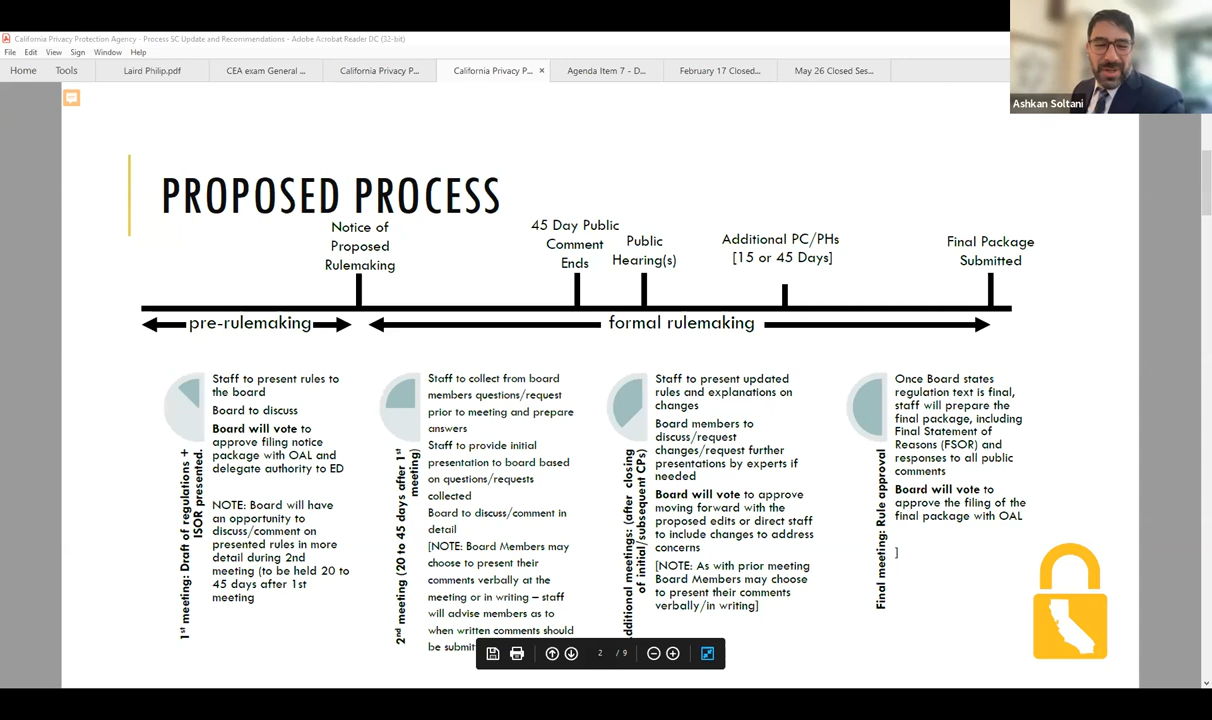 California Privacy Protection Agency - Process SC Update and Recommendations - Adobe Acrobat Reader DC (32-bit)
File Edit View Sign Window Help
Home Tools Laird Philip.pdf CEA exam General ... California Privacy P... California Privacy P... × Agenda Item 7 - D... February 17 Closed... May 26 Closed Ses...
Ashkan Soltani
PROPOSED PROCESS
Notice of
Proposed
Rulemaking
45 Day Public
Comment
Ends
Public
Hearing(s)
Additional PC/PHs
[15 or 45 Days]
Final Package
Submitted
pre-rulemaking
formal rulemaking
1st meeting: Draft of regulations +
ISOR presented.
Staff to present rules to
the board
Board to discuss
Board will vote to
approve filing notice
package with OAL and
delegate authority to ED
NOTE: Board will have
an opportunity to
discuss/comment on
presented rules in more
detail during 2nd
meeting (to be held 20 to
45 days after 1st
meeting
2nd meeting (20 to 45 days after 1st
meeting)
Staff to collect from board
members questions/request
prior to meeting and prepare
answers
Staff to provide initial
presentation to board based
on questions/requests
collected
Board to discuss/comment in
detail
[NOTE: Board Members may
choose to present their
comments verbally at the
meeting or in writing – staff
will advise members as to
when written comments should
be submit
dditional meetings: (after closing
of initial/subsequent CPs)
Staff to present updated
rules and explanations on
changes
Board members to
discuss/request
changes/request further
presentations by experts if
needed
Board will vote to approve
moving forward with the
proposed edits or direct staff
to include changes to address
concerns
[NOTE: As with prior meeting
Board Members may choose
to present their comments
verbally/in writing]
Final meeting: Rule approval
Once Board states
regulation text is final,
staff will prepare the
final package, including
Final Statement of
Reasons (FSOR) and
responses to all public
comments
Board will vote to
approve the filing of the
final package with OAL
]
2 / 9